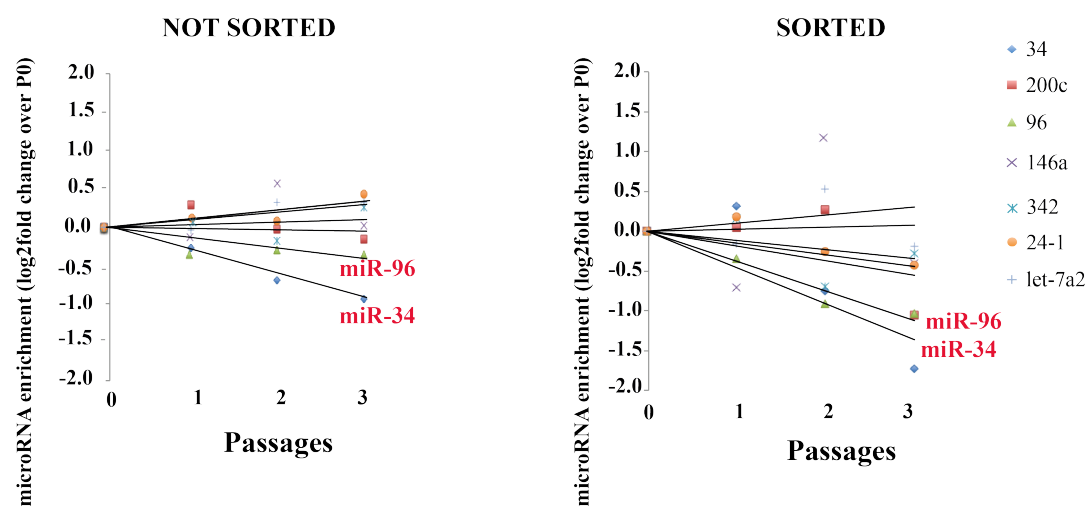 NOT SORTED
microRNA enrichment (log2fold change over P0)
2.0
1.5
1.0
0.5
0.0
-0.5
-1.0
-1.5
-2.0
miR-96
miR-34
0 1 2 3
Passages
SORTED
microRNA enrichment (log2fold change over P0)
2.0
1.5
1.0
0.5
0.0
-0.5
-1.0
-1.5
-2.0
miR-96
miR-34
0 1 2 3
Passages
34
200c
96
146a
342
24-1
let-7a2